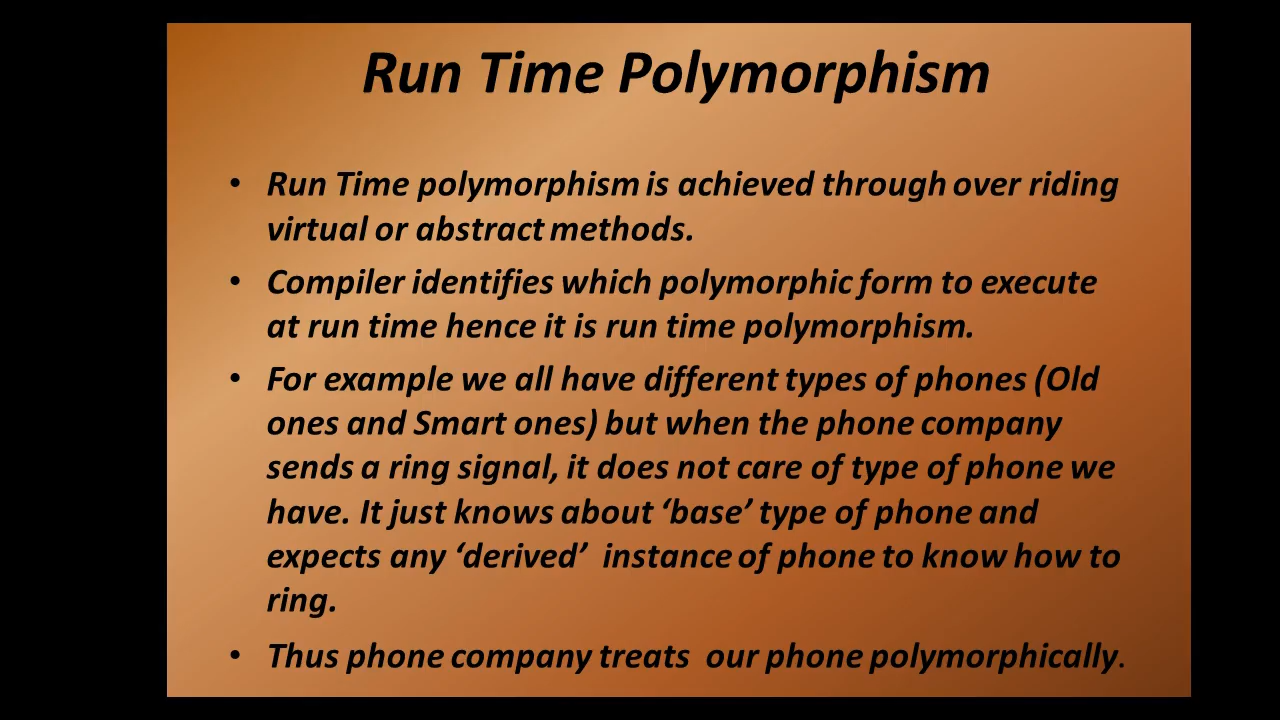 Run Time Polymorphism
• Run Time polymorphism is achieved through over riding
virtual or abstract methods.
• Compiler identifies which polymorphic form to execute
at run time hence it is run time polymorphism.
• For example we all have different types of phones (Old
ones and Smart ones) but when the phone company
sends a ring signal, it does not care of type of phone we
have. It just knows about ‘base’ type of phone and
expects any ‘derived’ instance of phone to know how to
ring.
• Thus phone company treats our phone polymorphically.